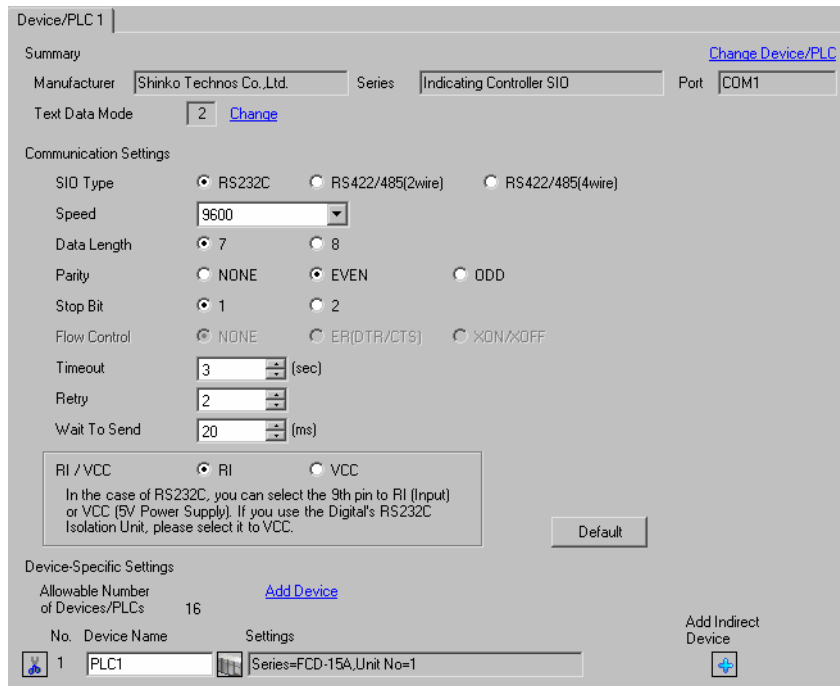 Device/PLC 1
Summary Change Device/PLC
Manufacturer Shinko Technos Co.,Ltd. Series Indicating Controller SIO Port COM1
Text Data Mode 2 Change
Communication Settings
SIO Type RS232C RS422/485(2wire) RS422/485(4wire)
Speed 9600
Data Length 7 8
Parity NONE EVEN ODD
Stop Bit 1 2
Flow Control NONE ER(DTR/CTS) XON/XOFF
Timeout 3 (sec)
Retry 2
Wait To Send 20 (ms)
RI / VCC RI VCC
In the case of RS232C, you can select the 9th pin to RI (Input)
or VCC (5V Power Supply). If you use the Digital's RS232C
Isolation Unit, please select it to VCC.
Default
Device-Specific Settings
Allowable Number Add Device
of Devices/PLCs 16
Add Indirect
No. Device Name Settings Device
1 PLC1 Series=FCD-15A,Unit No=1